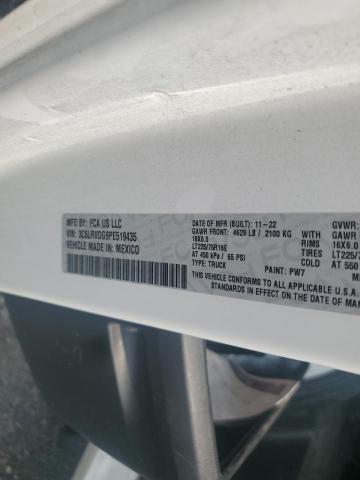 MFD BY: FCA US LLC
VIN: 3C6LRVDG9PE519435
VEHICLE MADE IN: MEXICO
DATE OF MFR (BUILT): 11-22
GAWR FRONT: 4629 LB / 2100 KG
16X6.0
LT225/75R16E
AT 450 kPa / 65 PSI
TYPE: TRUCK
PAINT: PW7
THIS VEHICLE CONFORMS TO ALL APPLICABLE U.S.A.
EFFECT ON THE DATE OF MAN
GVWR:
WITH GAWR
RIMS 16X6.0
TIRES LT225/7
COLD AT 550